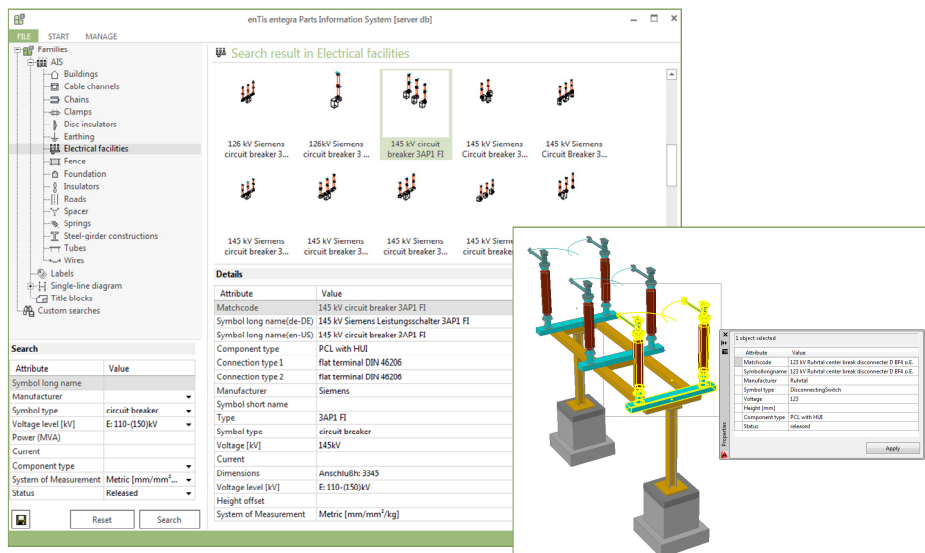 enTis entegra Parts Information System [server db]
FILE START MANAGE
Families
AIS
Buildings
Cable channels
Chains
Clamps
Disc insulators
Earthing
Electrical facilities
Fence
Foundation
Insulators
Roads
Spacer
Springs
Steel-girder constructions
Tubes
Wires
Labels
Single-line diagram
Title blocks
Custom searches
Search
Attribute Value
Symbol long name
Manufacturer
Symbol type circuit breaker
Voltage level [kV] E: 110-(150)kV
Power (MVA)
Current
Component type
System of Measurement Metric [mm/mm²...
Status Released
Reset Search
Search result in Electrical facilities
126 kV Siemens 126kV Siemens 145 kV circuit 145 kV Siemens 145 kV Siemens
circuit breaker 3... circuit breaker 3 ... breaker 3AP1 FI Circuit breaker 3... Circuit Breaker 3...
145 kV Siemens 145 kV Siemens 145 kV Siemens 145 kV Sieme
circuit breaker 3... circuit breaker 3... circuit breaker 3... circuit breake
Details
Attribute Value
Matchcode 145 kV circuit breaker 3AP1 FI
Symbol long name(de-DE) 145 kV Siemens Leistungsschalter 3AP1 FI
Symbol long name(en-US) 145 kV circuit breaker 3AP1 FI
Component type PCL with HUI
Connection type 1 flat terminal DIN 46206
Connection type 2 flat terminal DIN 46206
Manufacturer Siemens
Symbol short name
Type 3AP1 FI
Symbol type circuit breaker
Voltage [kV] 145kV
Current
Dimensions Anschlußh: 3345
Voltage level [kV] E: 110-(150)kV
Height offset
System of Measurement Metric [mm/mm²/kg]
1 object selected
Attribute Value
Matchcode 123 kV Ruhrtal center break disconnecter D BF4 o.E.
Symbollongname 123 kV Ruhrtal center break disconnecter D BF4 o.E.
Manufacturer Ruhrtal
Symbol type DisconnectingSwitch
Voltage 123
Height [mm]
Component type PCL with HUI
Status released
Apply
Properties